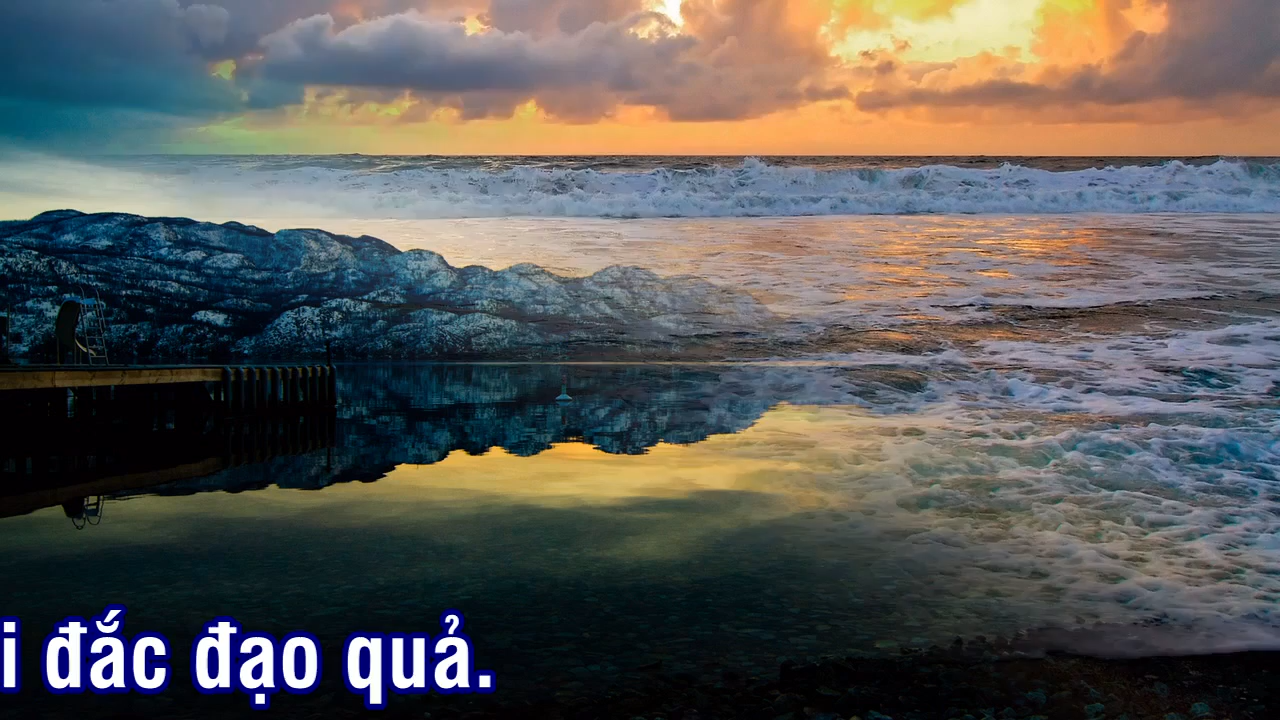 i đắc đạo quả.